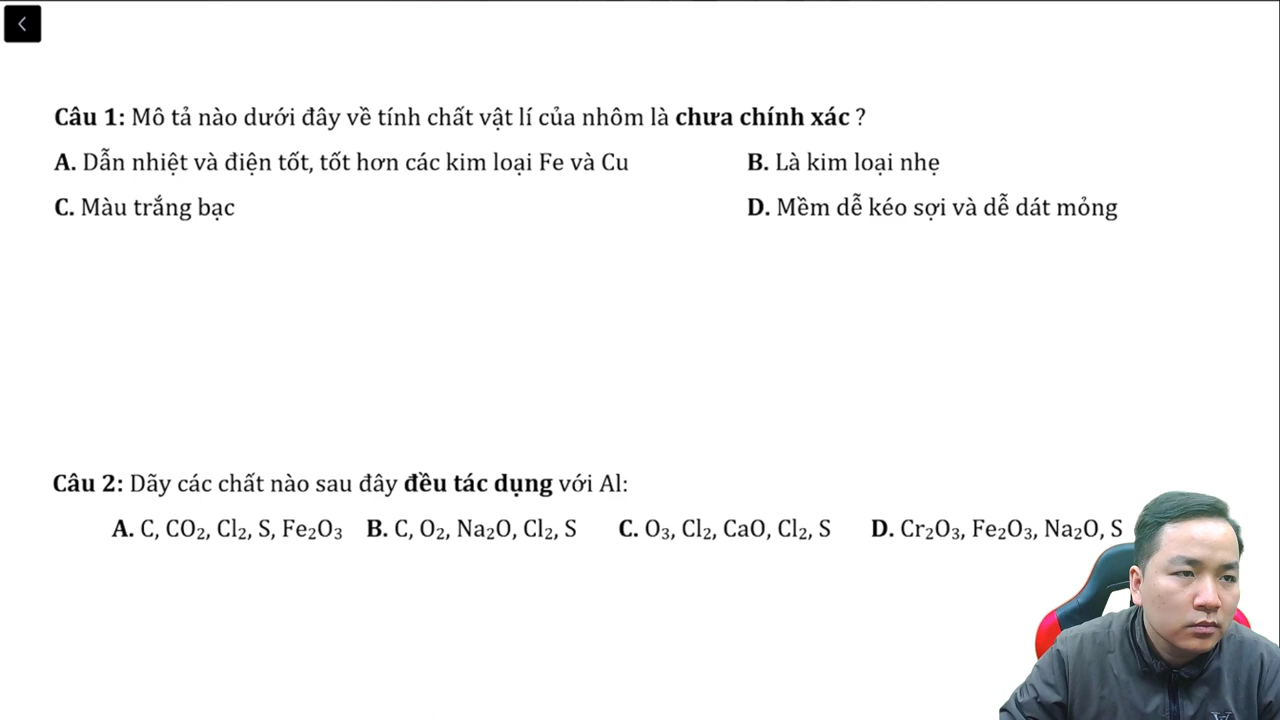 Câu 1: Mô tả nào dưới đây về tính chất vật lí của nhôm là chưa chính xác ?
A. Dẫn nhiệt và điện tốt, tốt hơn các kim loại Fe và Cu B. Là kim loại nhẹ
C. Màu trắng bạc D. Mềm dễ kéo sợi và dễ dát mỏng
Câu 2: Dãy các chất nào sau đây đều tác dụng với Al:
A. C, CO₂, Cl₂, S, Fe₂O₃ B. C, O₂, Na₂O, Cl₂, S C. O₃, Cl₂, CaO, Cl₂, S D. Cr₂O₃, Fe₂O₃, Na₂O, S